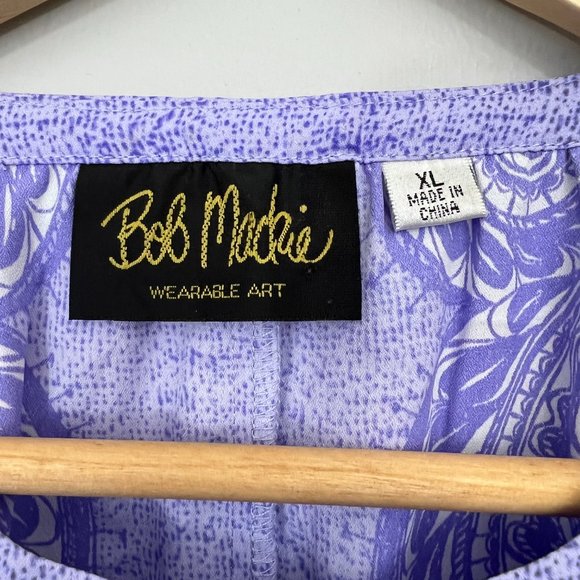 Bob Mackie
WEARABLE ART
XL
MADE IN
CHINA